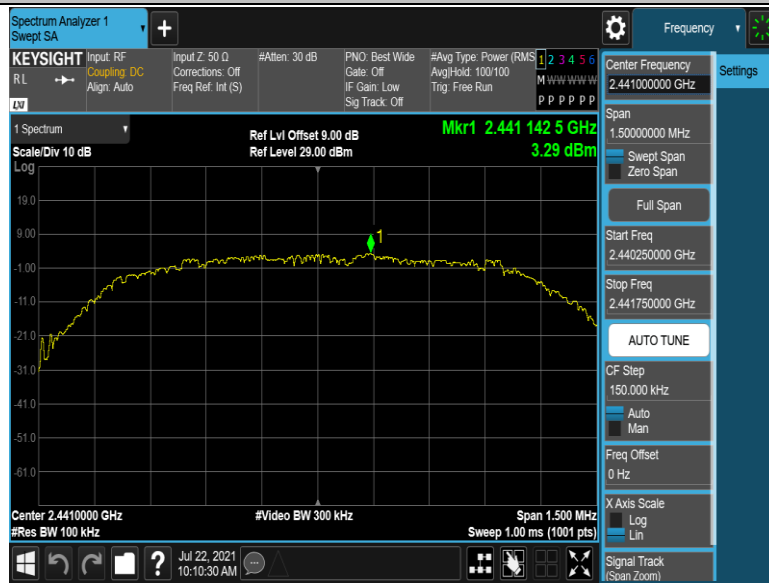 Spectrum Analyzer 1
Swept SA
Frequency
KEYSIGHT
R L
LXI
Input: RF
Coupling: DC
Align: Auto
Input Z: 50 Ω
Corrections: Off
Freq Ref: Int (S)
#Atten: 30 dB
PNO: Best Wide
Gate: Off
IF Gain: Low
Sig Track: Off
#Avg Type: Power (RMS
Avg|Hold: 100/100
Trig: Free Run
1 2 3 4 5 6
M W W W W W
P P P P P P
1 Spectrum
Scale/Div 10 dB
Ref Lvl Offset 9.00 dB
Ref Level 29.00 dBm
Mkr1 2.441 142 5 GHz
3.29 dBm
Log
19.0
9.00
-1.00
-11.0
-21.0
-31.0
-41.0
-51.0
-61.0
1
Center 2.4410000 GHz
#Res BW 100 kHz
#Video BW 300 kHz
Span 1.500 MHz
Sweep 1.00 ms (1001 pts)
Jul 22, 2021
10:10:30 AM
?
Center Frequency
2.441000000 GHz
Settings
Span
1.50000000 MHz
Swept Span
Zero Span
Full Span
Start Freq
2.440250000 GHz
Stop Freq
2.441750000 GHz
AUTO TUNE
CF Step
150.000 kHz
Auto
Man
Freq Offset
0 Hz
X Axis Scale
Log
Lin
Signal Track
(Span Zoom)